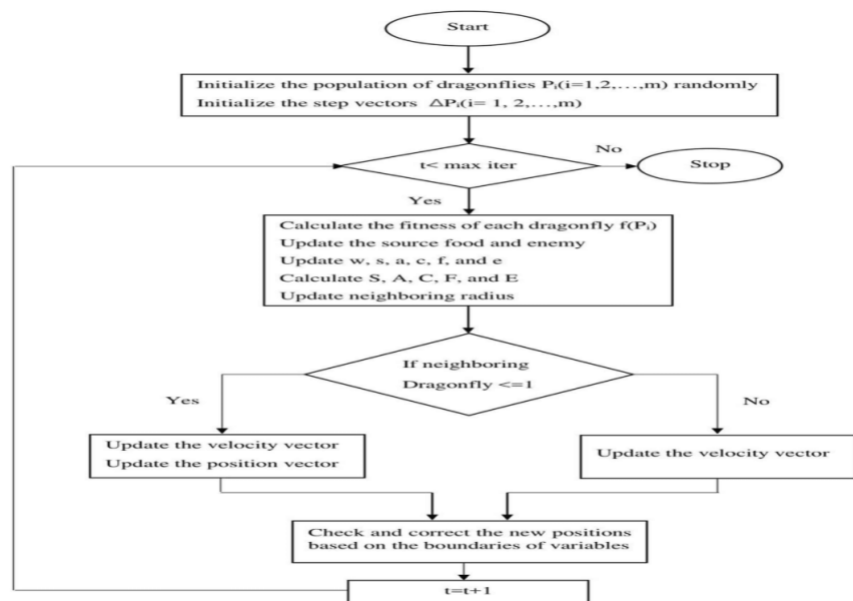 Start
Initialize the population of dragonflies Pᵢ(i=1,2,…,m) randomly
Initialize the step vectors ΔPᵢ(i= 1, 2,…,m)
t< max iter
No
Stop
Yes
Calculate the fitness of each dragonfly f(Pᵢ)
Update the source food and enemy
Update w, s, a, c, f, and e
Calculate S, A, C, F, and E
Update neighboring radius
If neighboring
Dragonfly <=1
Yes
No
Update the velocity vector
Update the position vector
Update the velocity vector
Check and correct the new positions
based on the boundaries of variables
t=t+1